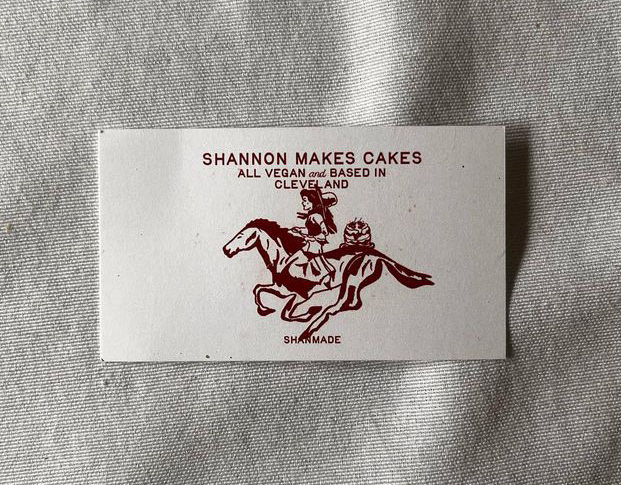 SHANNON MAKES CAKES
ALL VEGAN and BASED IN
CLEVELAND
SHANMADE